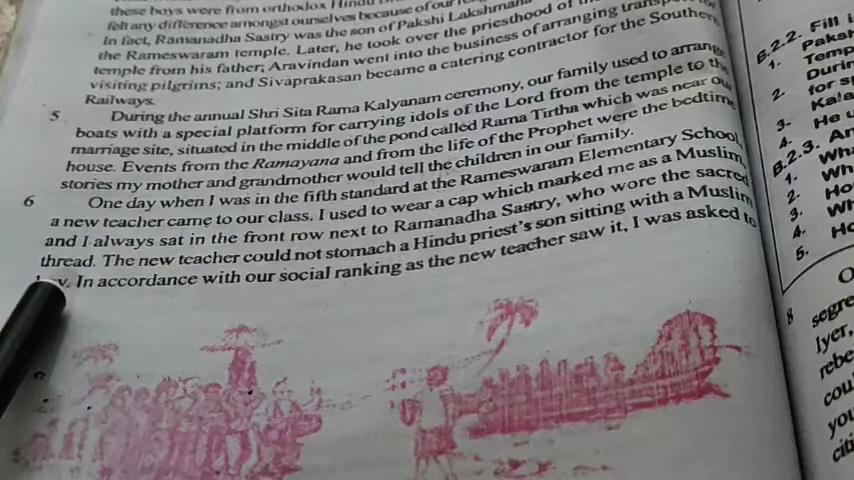 these boys were from orthodox Hindu
felt any difference amongst ourselves because of our
In fact, Ramanadha Sastry was the son of Pakshi Lakshmana
the Rameswaram temple. Later, he took over the priesthood of the
temple from his father; Aravindan went into the business of arranging transport for
visiting pilgrims; and Sivaprakasan became a catering contractor for the Southern
Railways.
5 During the annual Shri Sita Rama Kalyanam ceremony, our family used to arrange
boats with a special platform for carrying idols of the Lord from the temple to the
marriage site, situated in the middle of the pond called Rama Tirtha which was near our
house. Events from the Ramayana and from the life of the Prophet were the bedtime
stories my mother and grandmother would tell the children in our family.
6 One day when I was in the fifth standard at the Rameswaram Elementary School,
a new teacher came to our class. I used to wear a cap which marked me as a Muslim,
and I always sat in the front row next to Ramanadha Sastry, who wore the sacred
thread. The new teacher could not stomach a Hindu priest's son sitting with a Muslim
In accordance with our social ranking as the new teacher saw it, I was asked to
B.2.2. Fill
1.
2.
for
3.
4. He
B.2.3.
1.
2.
3.
4.
5.
8
segre
Iyer,
rebe
cou
you
citi